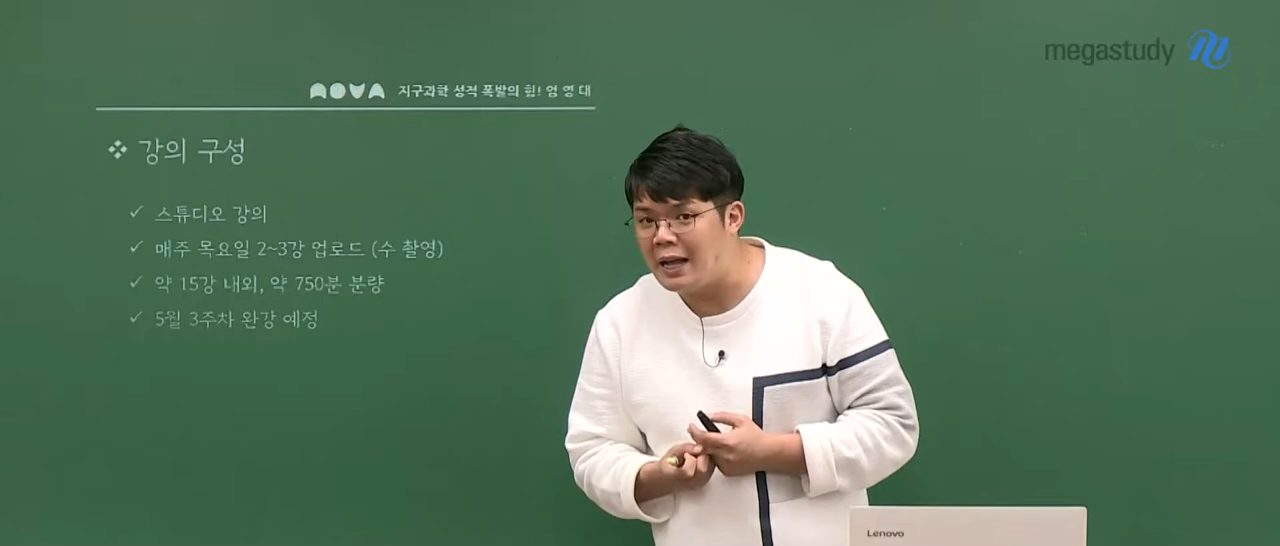 megastudy
NOVA 지구과학 성적 폭발의 힘! 엄영대
❖ 강의 구성
✓ 스튜디오 강의
✓ 매주 목요일 2~3강 업로드 (수 촬영)
✓ 약 15강 내외, 약 750분 분량
✓ 5월 3주차 완강 예정
Lenovo